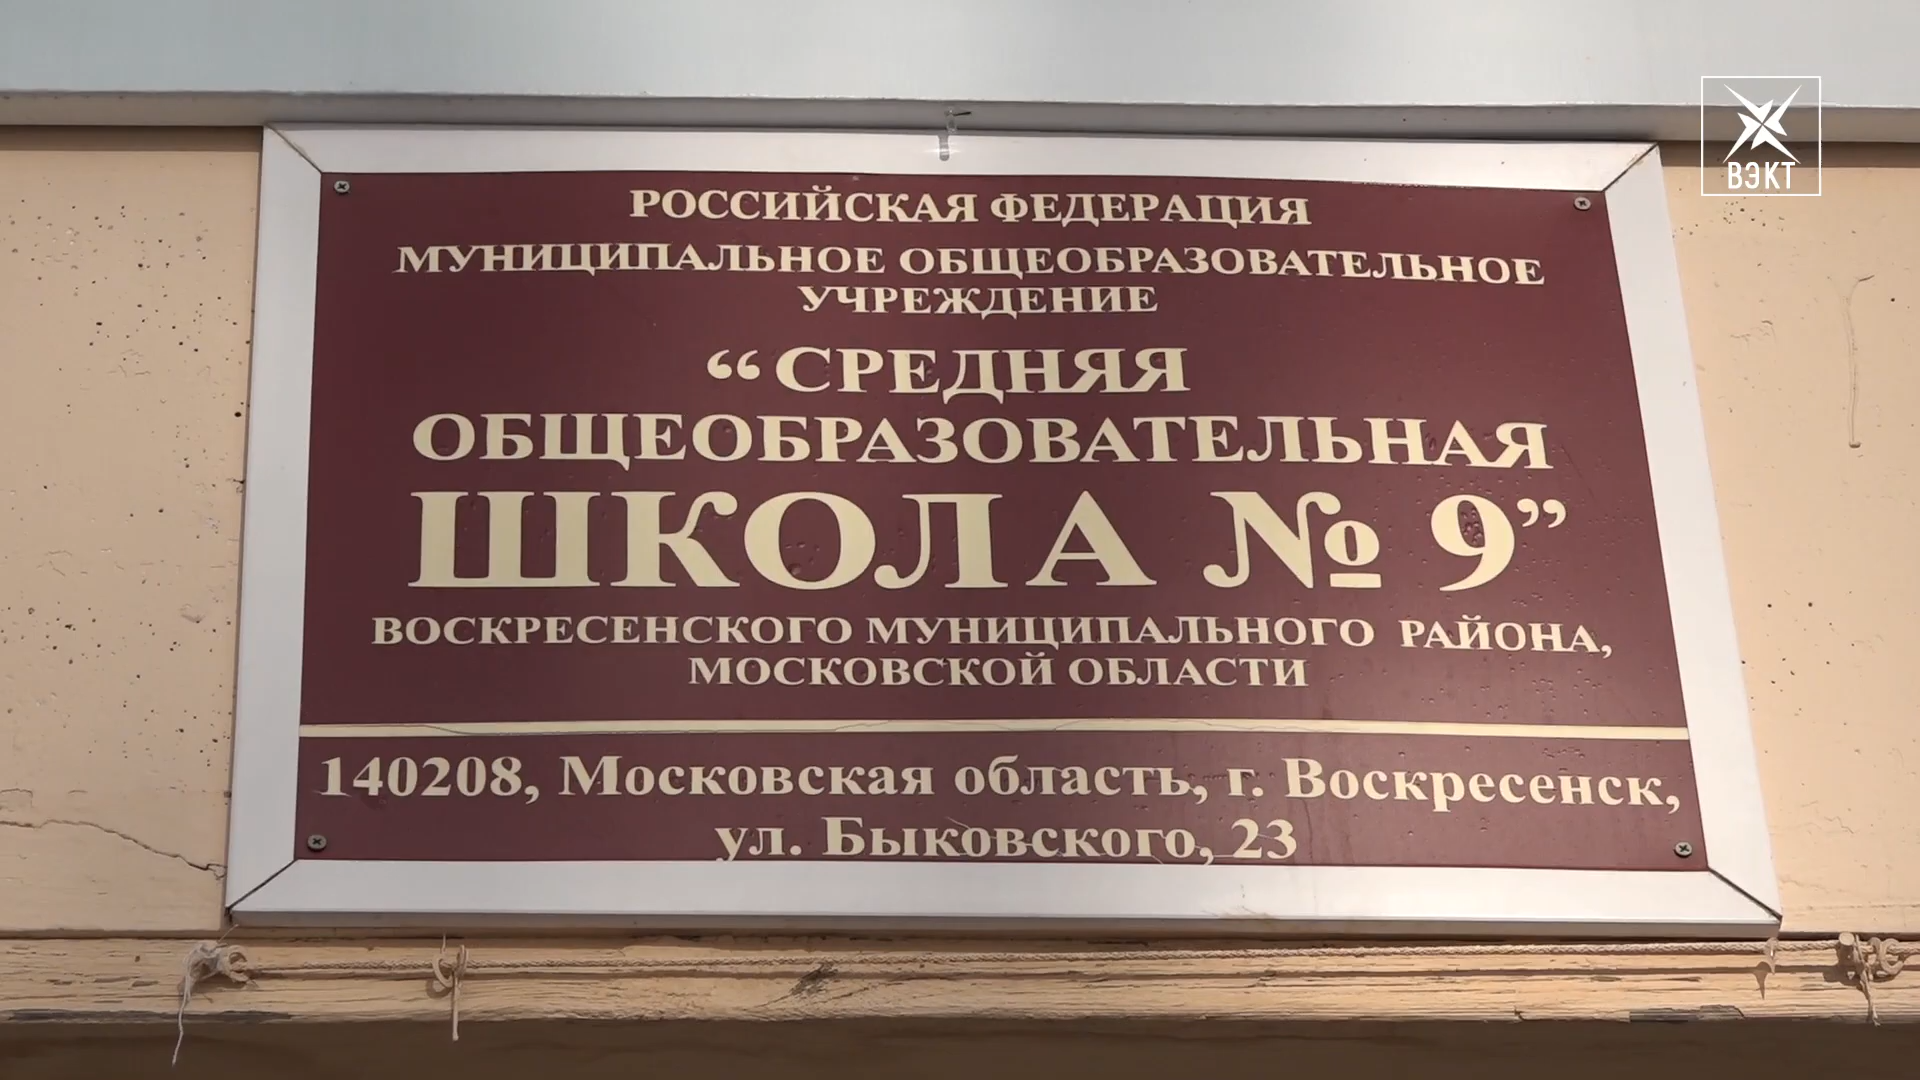 ВЭКТ
РОССИЙСКАЯ ФЕДЕРАЦИЯ
МУНИЦИПАЛЬНОЕ ОБЩЕОБРАЗОВАТЕЛЬНОЕ
УЧРЕЖДЕНИЕ
“СРЕДНЯЯ
ОБЩЕОБРАЗОВАТЕЛЬНАЯ
ШКОЛА № 9”
ВОСКРЕСЕНСКОГО МУНИЦИПАЛЬНОГО РАЙОНА,
МОСКОВСКОЙ ОБЛАСТИ
140208, Московская область, г. Воскресенск,
ул. Быковского, 23